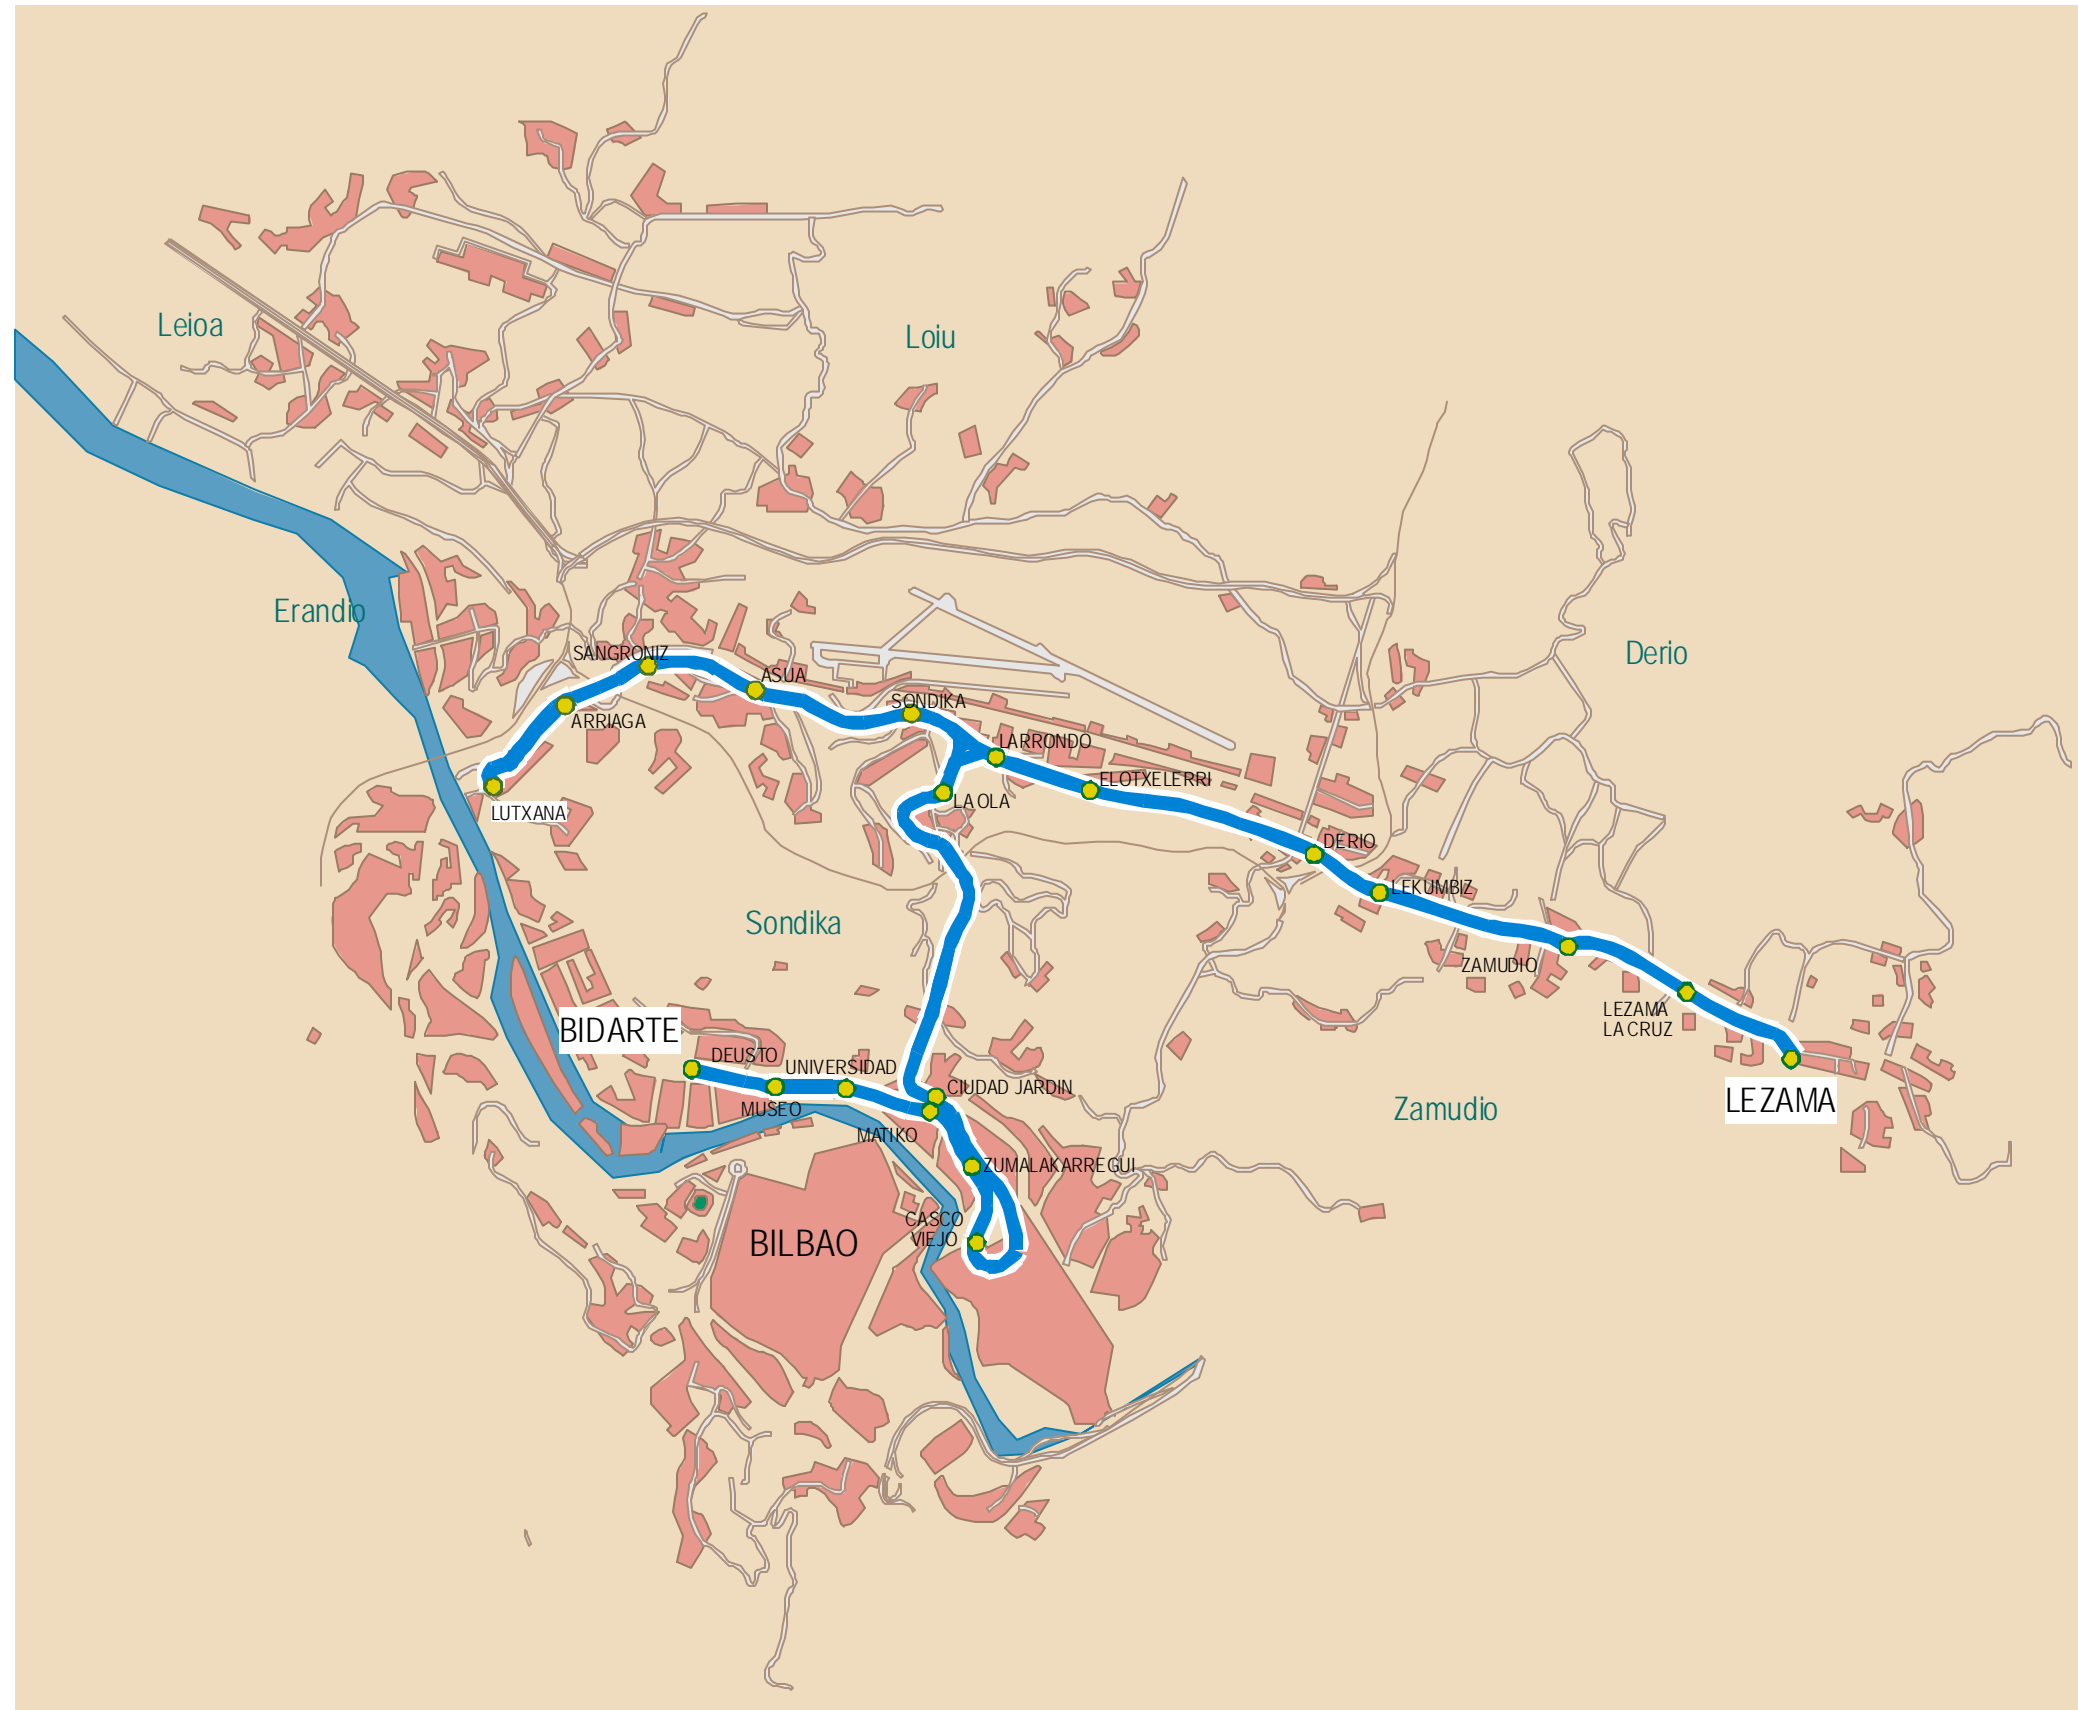 Leioa
Loiu
Erandio
Derio
SANGRONIZ
ASUA
SONDIKA
ARRIAGA
LARRONDO
ELOTXELERRI
LA OLA
LUTXANA
DERIO
LEKUMBIZ
Sondika
ZAMUDIO
LEZAMA
LA CRUZ
BIDARTE
DEUSTO
UNIVERSIDAD
CIUDAD JARDIN
MUSEO
LEZAMA
Zamudio
MATIKO
ZUMALAKARREGUI
CASCO
VIEJO
BILBAO